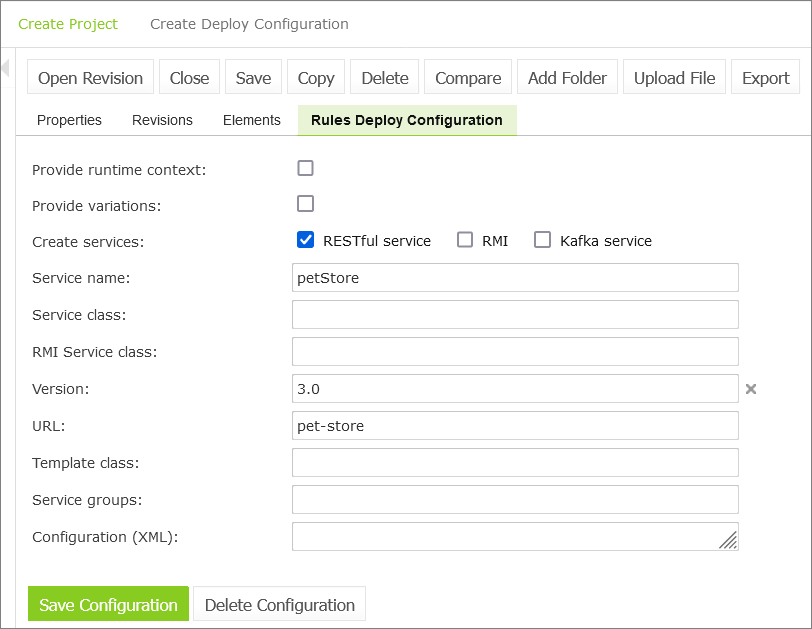 Create Project Create Deploy Configuration
Open Revision Close Save Copy Delete Compare Add Folder Upload File Export
Properties Revisions Elements Rules Deploy Configuration
Provide runtime context:
Provide variations:
Create services: RESTful service RMI Kafka service
Service name: petStore
Service class:
RMI Service class:
Version: 3.0
URL: pet-store
Template class:
Service groups:
Configuration (XML):
Save Configuration Delete Configuration